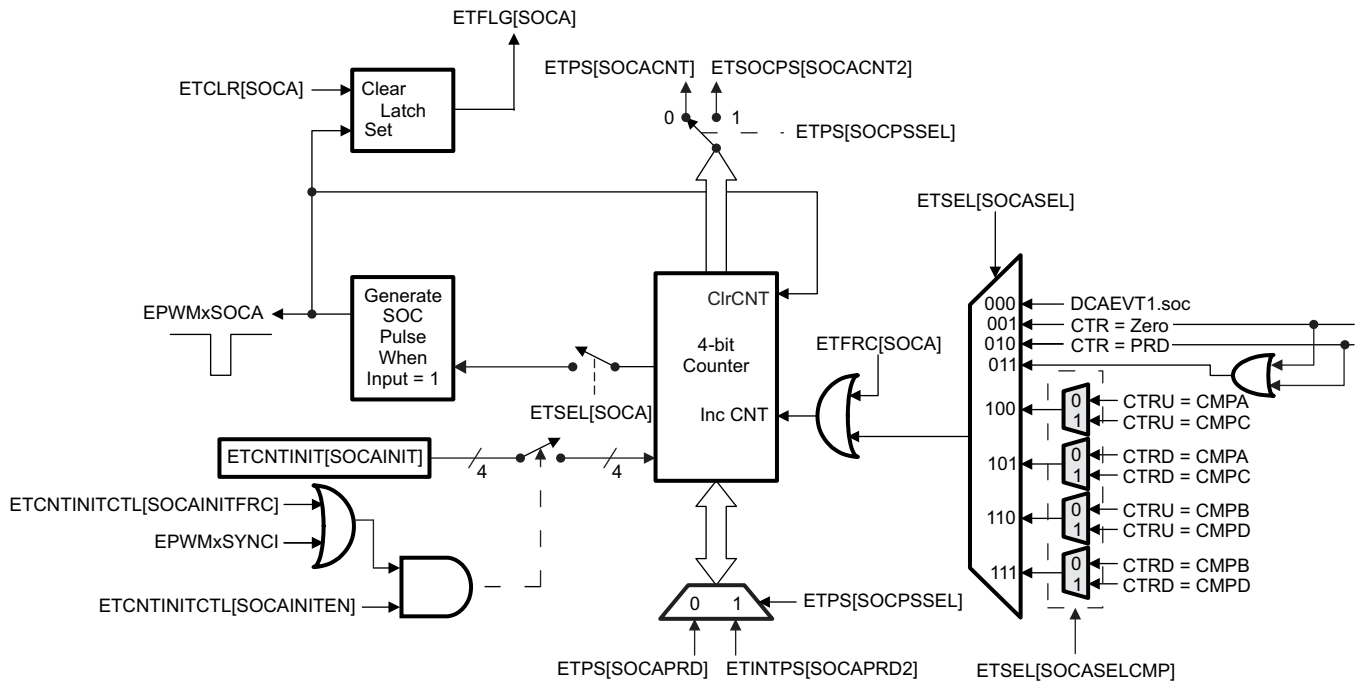 ETFLG[SOCA]
ETCLR[SOCA]
Clear
Latch
Set
ETPS[SOCACNT]
ETSOCPS[SOCACNT2]
0
1
ETPS[SOCPSSEL]
ETSEL[SOCASEL]
EPWMxSOCA
Generate
SOC
Pulse
When
Input = 1
ETSEL[SOCA]
ClrCNT
4-bit
Counter
Inc CNT
ETFRC[SOCA]
000
DCAEVT1.soc
001
CTR = Zero
010
CTR = PRD
011
100
0
CTRU = CMPA
1
CTRU = CMPC
101
0
CTRD = CMPA
1
CTRD = CMPC
110
0
CTRU = CMPB
1
CTRU = CMPD
111
0
CTRD = CMPB
1
CTRD = CMPD
ETSEL[SOCASELCMP]
ETCNTINIT[SOCAINIT]
4
4
ETCNTINITCTL[SOCAINITFRC]
EPWMxSYNCI
ETCNTINITCTL[SOCAINITEN]
0
1
ETPS[SOCPSSEL]
ETPS[SOCAPRD]
ETINTPS[SOCAPRD2]